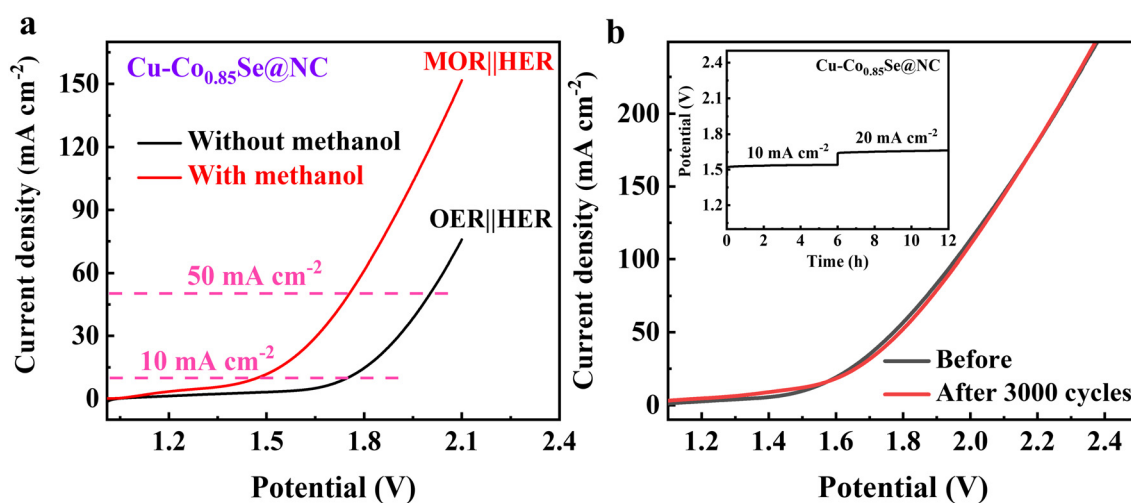 a
Current density (mA cm⁻²)
150
120
90
60
30
0
Cu-Co₀.₈₅Se@NC
MOR||HER
Without methanol
With methanol
OER||HER
50 mA cm⁻²
10 mA cm⁻²
1.2 1.5 1.8 2.1 2.4
Potential (V)
b
Current density (mA cm⁻²)
200
150
100
50
0
Potential (V)
2.4
2.1
1.8
1.5
1.2
Cu-Co₀.₈₅Se@NC
10 mA cm⁻²
20 mA cm⁻²
0 2 4 6 8 10 12
Time (h)
Before
After 3000 cycles
1.2 1.4 1.6 1.8 2.0 2.2 2.4
Potential (V)